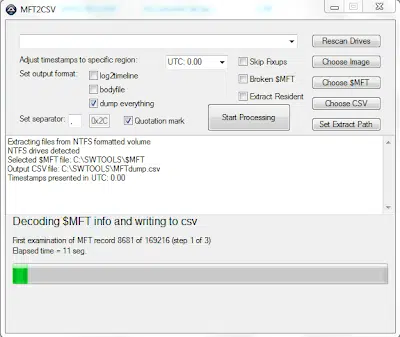 MFT2CSV
Rescan Drives
Adjust timestamps to specific region:
UTC: 0.00
Skip Fixups
Choose Image
Set output format:
log2timeline
Broken $MFT
Choose $MFT
bodyfile
Extract Resident
dump everything
Choose CSV
Set separator:
,
0x2C
Quotation mark
Start Processing
Set Extract Path
Extracting files from NTFS formatted volume
NTFS drives detected
Selected $MFT file: C:\SWTOOLS\$MFT
Output CSV file: C:\SWTOOLS\MFTdump.csv
Timestamps presented in UTC: 0.00
Decoding $MFT info and writing to csv
First examination of MFT record 8681 of 169216 (step 1 of 3)
Elapsed time = 11 seg.